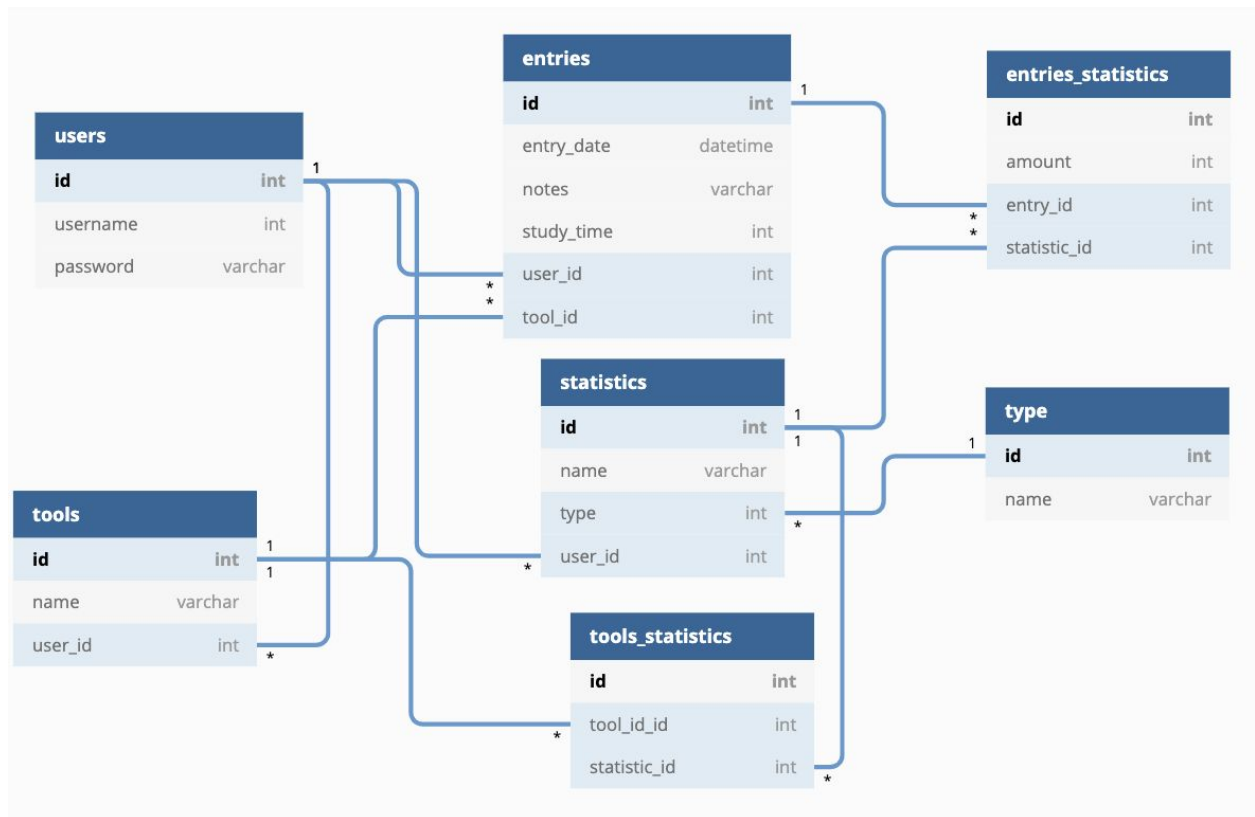 users
id int
username int
password varchar
1
entries
id int
entry_date datetime
notes varchar
study_time int
user_id int
tool_id int
1
*
*
entries_statistics
id int
amount int
entry_id int
statistic_id int
*
*
statistics
id int
name varchar
type int
user_id int
1
1
*
*
type
id int
name varchar
1
tools
id int
name varchar
user_id int
1
1
*
tools_statistics
id int
tool_id_id int
statistic_id int
*
*